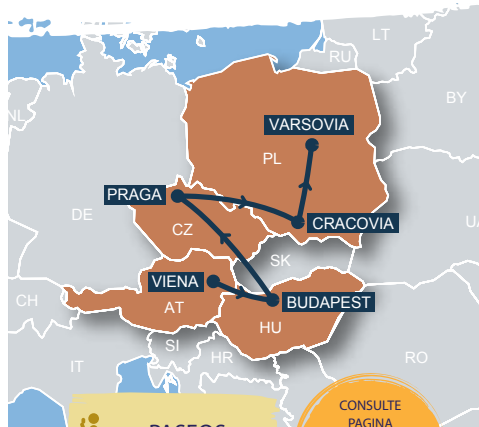 LT
RU
BY
NL
VARSOVIA
PL
PRAGA
DE
CRACOVIA
CZ
SK
VIENA
CH
AT
BUDAPEST
HU
SI
HR
IT
RO
CONSULTE
PAGINA
PASEOS